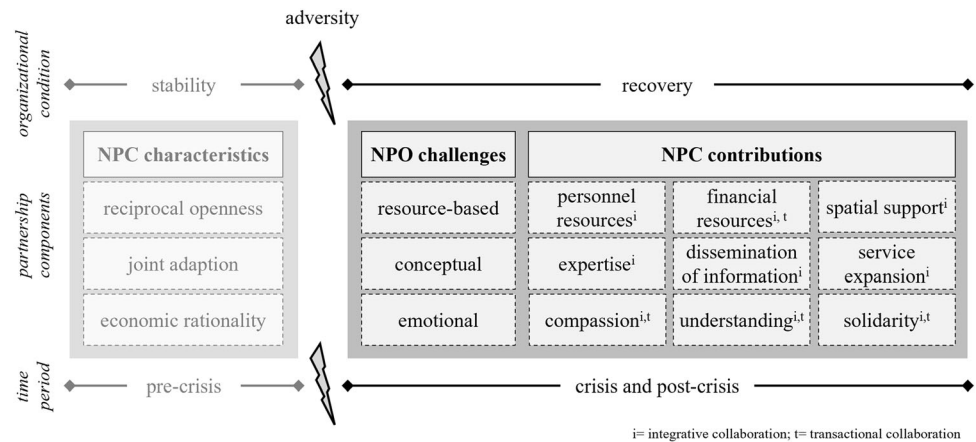 adversity
organizational
condition
stability
recovery
partnership
components
NPC characteristics
reciprocal openness
joint adaption
economic rationality
NPO challenges
NPC contributions
resource-based
personnel
resourcesⁱ
financial
resourcesⁱ, ᵗ
spatial supportⁱ
conceptual
expertiseⁱ
dissemination
of informationⁱ
service
expansionⁱ
emotional
compassionⁱ,ᵗ
understandingⁱ,ᵗ
solidarityⁱ,ᵗ
time
period
pre-crisis
crisis and post-crisis
i= integrative collaboration; t= transactional collaboration